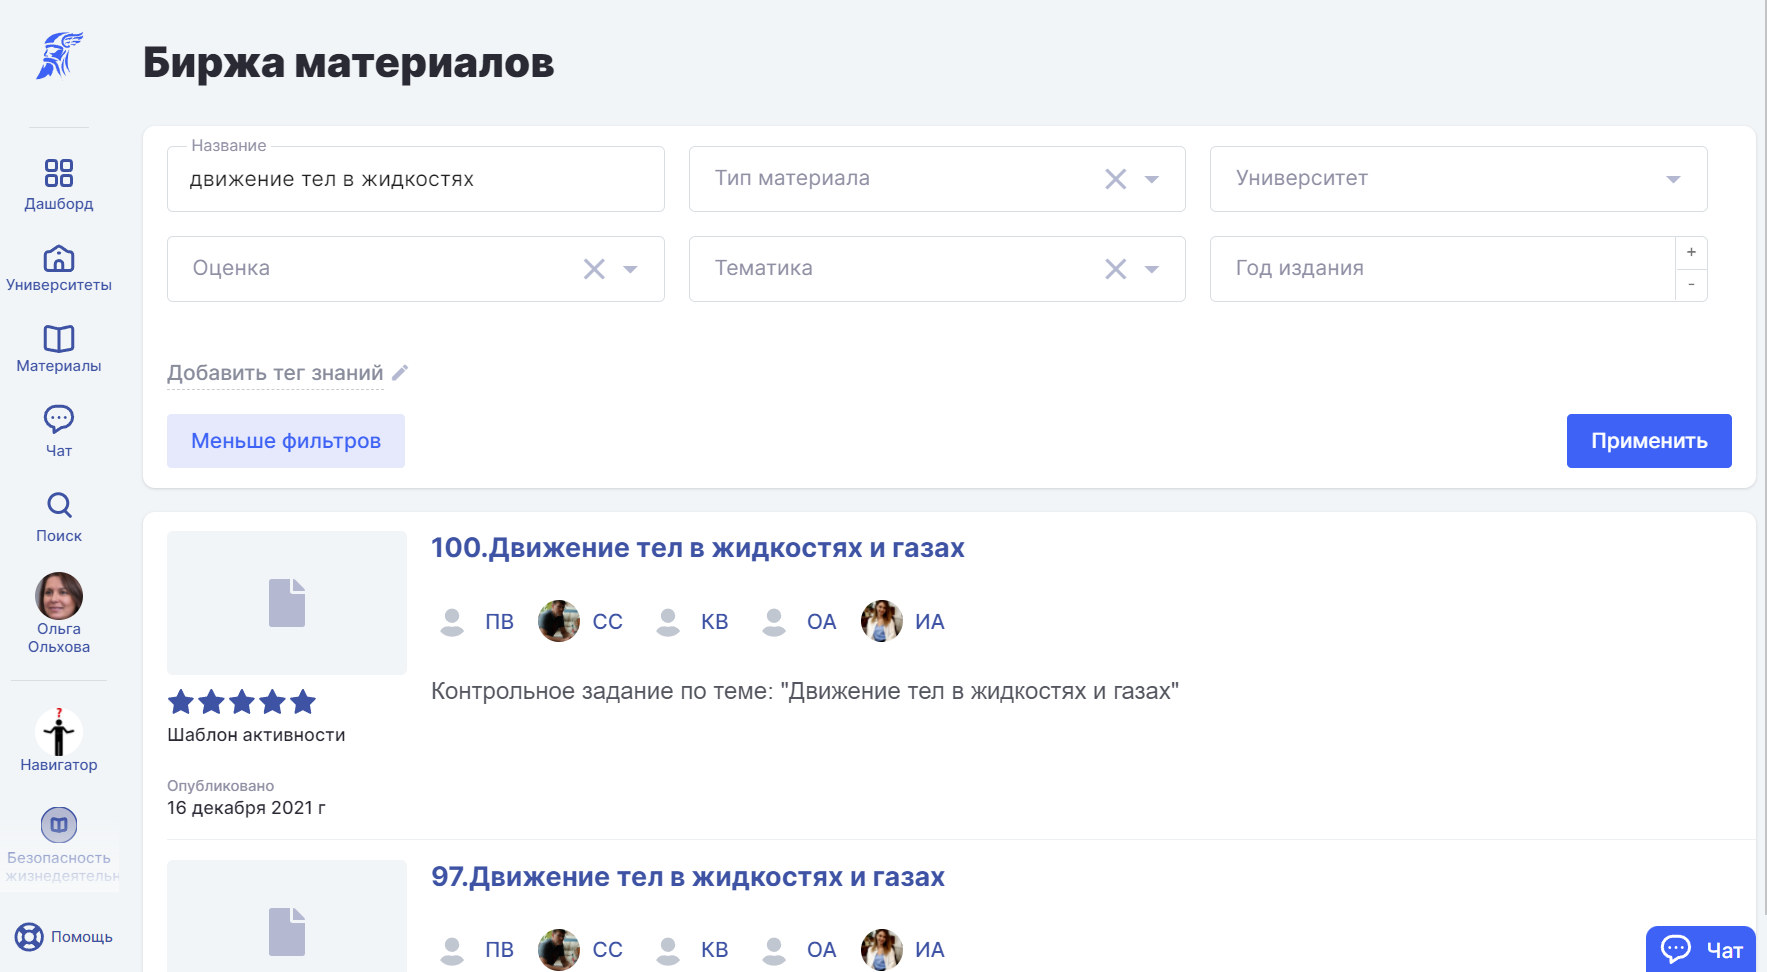 Биржа материалов
Название
движение тел в жидкостях
Тип материала
Университет
Оценка
Тематика
Год издания
+
-
Добавить тег знаний
Меньше фильтров
Применить
Дашборд
Университеты
Материалы
Чат
Поиск
Ольга
Ольхова
?
Навигатор
Безопасность
жизнедеятельн
Помощь
100.Движение тел в жидкостях и газах
ПВ СС КВ ОА ИА
Контрольное задание по теме: "Движение тел в жидкостях и газах"
Шаблон активности
Опубликовано
16 декабря 2021 г
97.Движение тел в жидкостях и газах
ПВ СС КВ ОА ИА
Чат